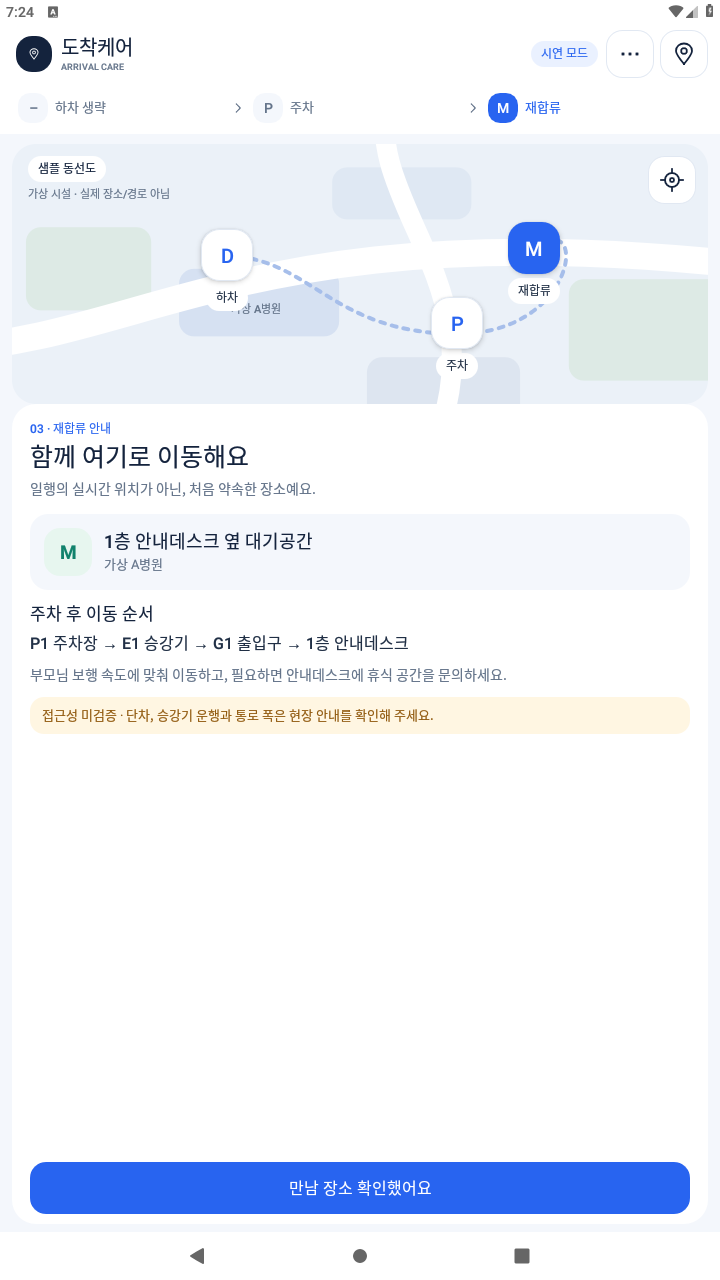 7:24
A
도착케어
ARRIVAL CARE
시연 모드
– 하차 생략
P 주차
M 재합류
샘플 동선도
가상 시설 · 실제 장소/경로 아님
D
하차
A병원
M
재합류
P
주차
03 · 재합류 안내
함께 여기로 이동해요
일행의 실시간 위치가 아닌, 처음 약속한 장소예요.
M
1층 안내데스크 옆 대기공간
가상 A병원
주차 후 이동 순서
P1 주차장 → E1 승강기 → G1 출입구 → 1층 안내데스크
부모님 보행 속도에 맞춰 이동하고, 필요하면 안내데스크에 휴식 공간을 문의하세요.
접근성 미검증 · 단차, 승강기 운행과 통로 폭은 현장 안내를 확인해 주세요.
만남 장소 확인했어요